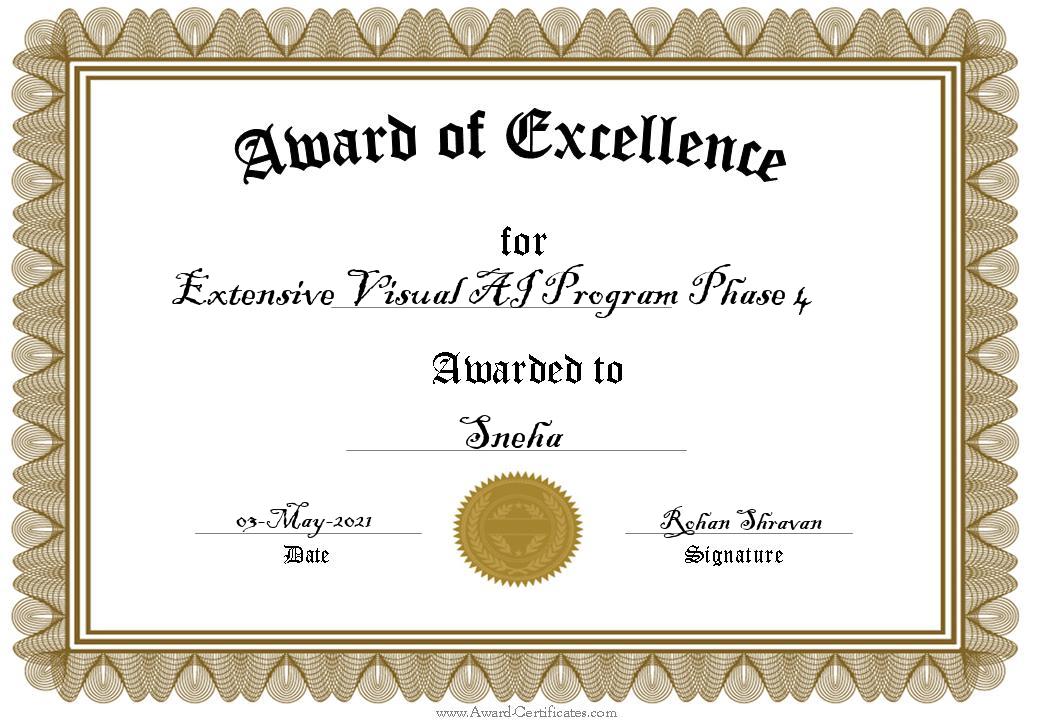 Award of Excellence
for
Extensive Visual AI Program Phase 4
Awarded to
Sneha
03-May-2021
Rohan Shravan
Date
Signature
www.Award-Certificates.com